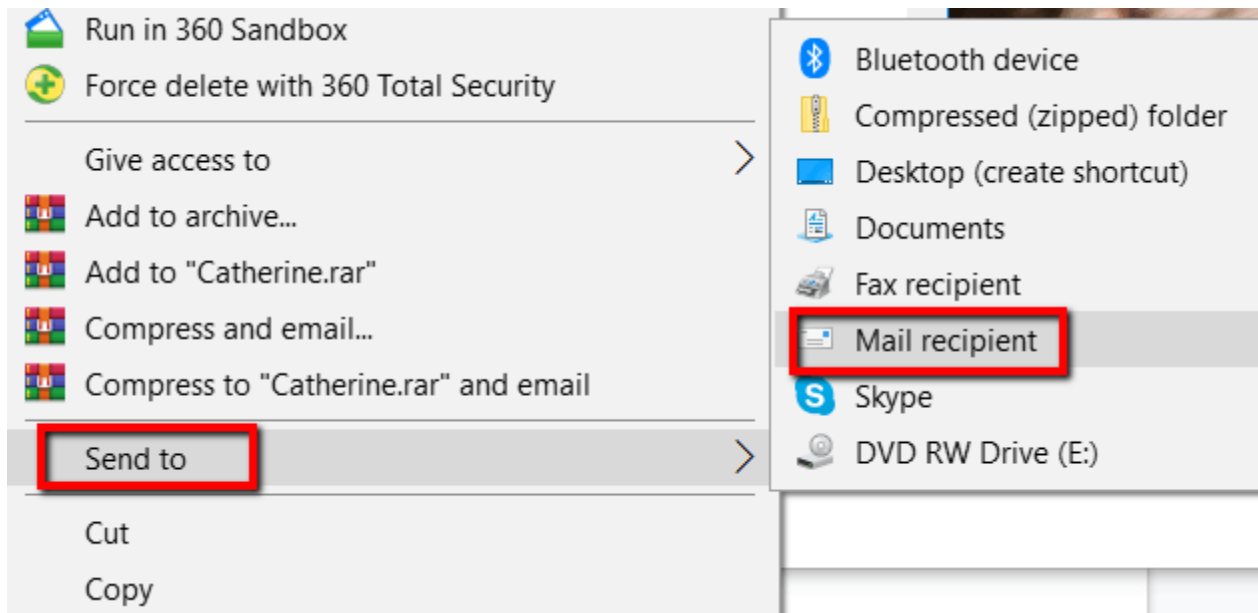 Run in 360 Sandbox
Force delete with 360 Total Security
Give access to
Add to archive...
Add to "Catherine.rar"
Compress and email...
Compress to "Catherine.rar" and email
Send to
Cut
Copy
Bluetooth device
Compressed (zipped) folder
Desktop (create shortcut)
Documents
Fax recipient
Mail recipient
Skype
DVD RW Drive (E:)